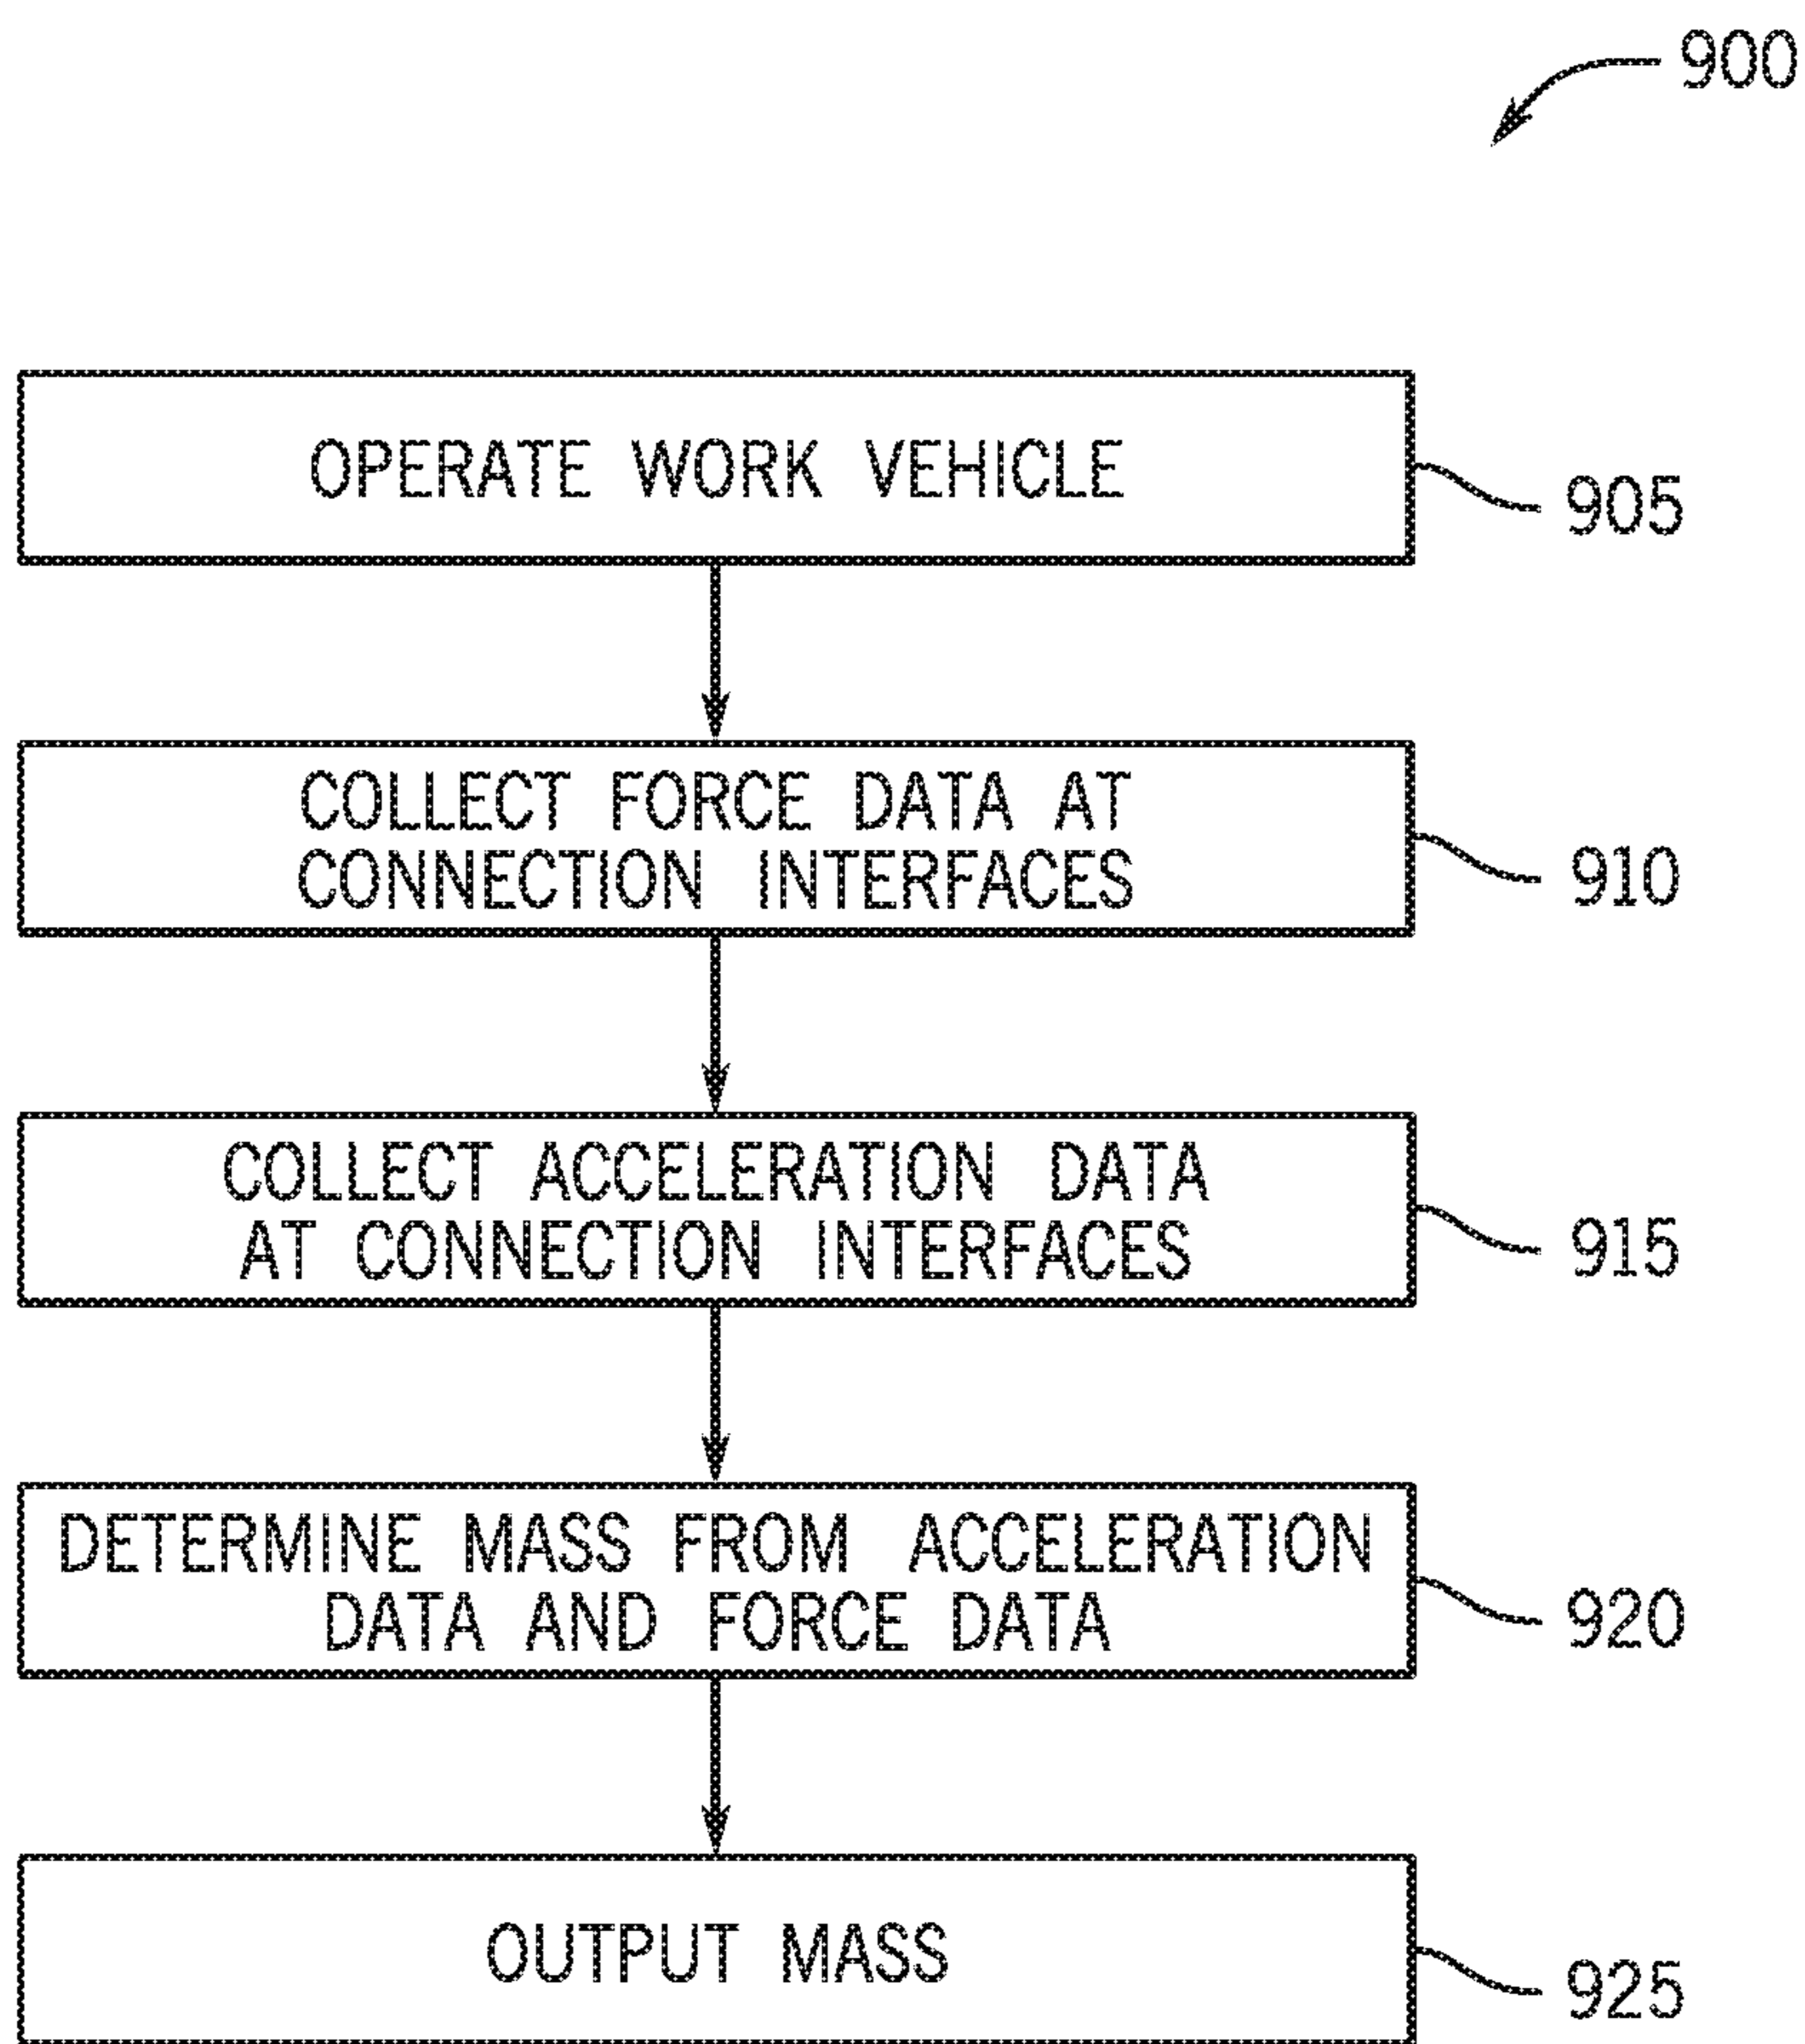 900
OPERATE WORK VEHICLE
905
COLLECT FORCE DATA AT
CONNECTION INTERFACES
910
COLLECT ACCELERATION DATA
AT CONNECTION INTERFACES
915
DETERMINE MASS FROM ACCELERATION
DATA AND FORCE DATA
920
OUTPUT MASS
925